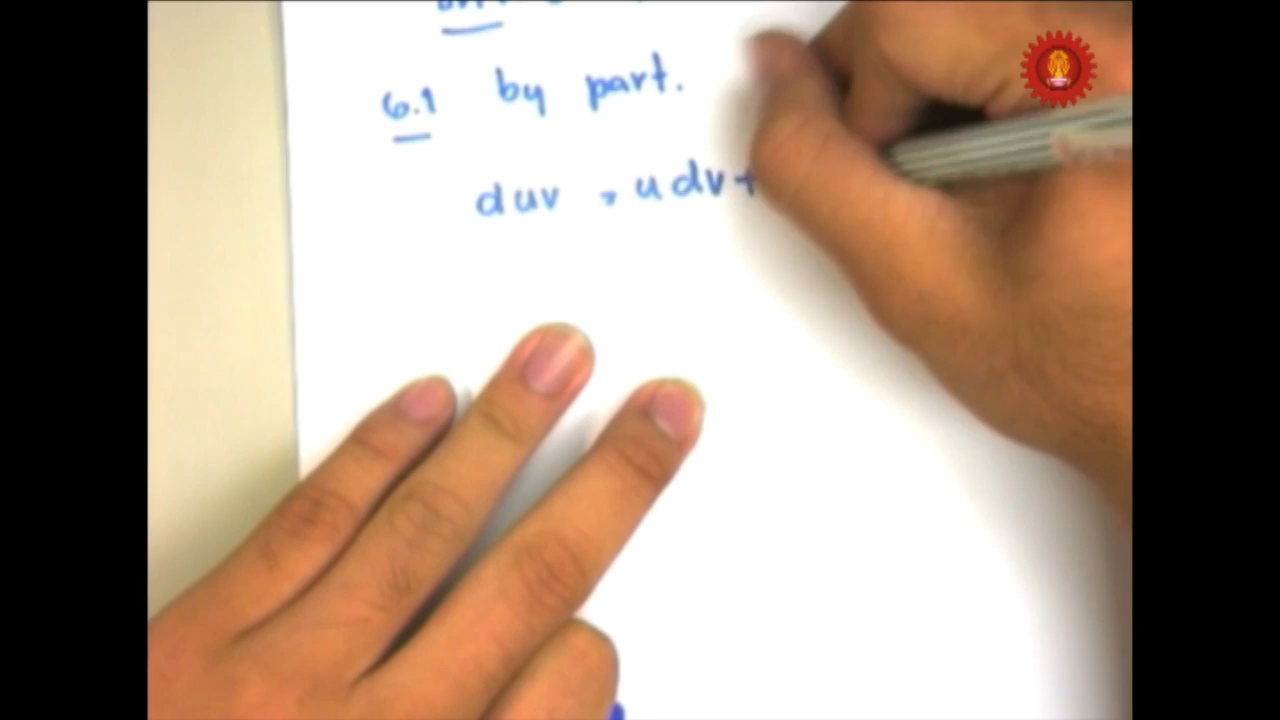 6.1 by part.
duv = udv+